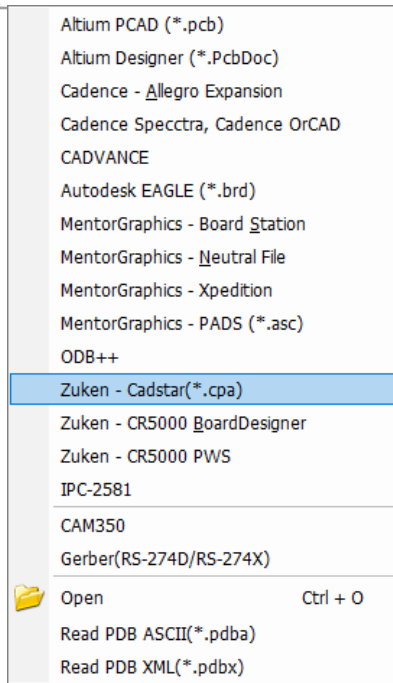 Altium PCAD (*.pcb)
Altium Designer (*.PcbDoc)
Cadence - Allegro Expansion
Cadence Specctra, Cadence OrCAD
CADVANCE
Autodesk EAGLE (*.brd)
MentorGraphics - Board Station
MentorGraphics - Neutral File
MentorGraphics - Xpedition
MentorGraphics - PADS (*.asc)
ODB++
Zuken - Cadstar(*.cpa)
Zuken - CR5000 BoardDesigner
Zuken - CR5000 PWS
IPC-2581
CAM350
Gerber(RS-274D/RS-274X)
Open Ctrl + O
Read PDB ASCII(*.pdba)
Read PDB XML(*.pdbx)